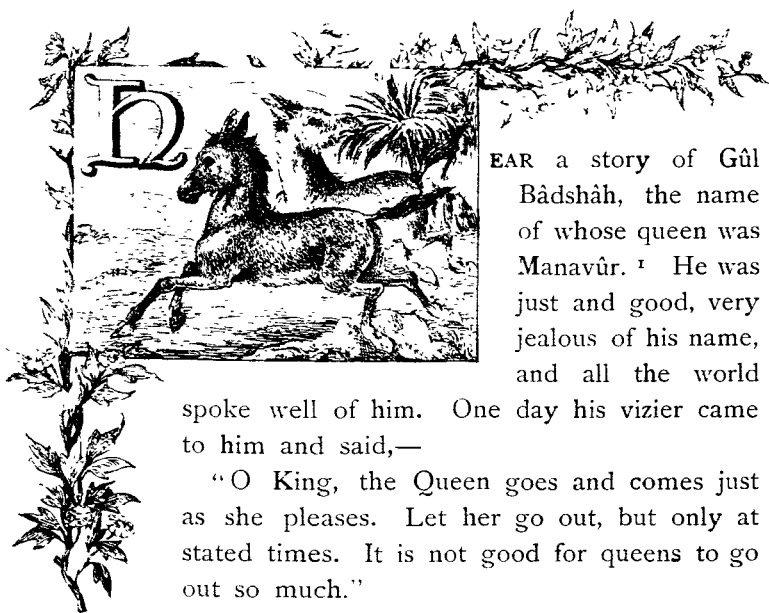 HEAR a story of Gûl
Bâdshâh, the name
of whose queen was
Manavûr. ¹ He was
just and good, very
jealous of his name,
and all the world
spoke well of him. One day his vizier came
to him and said,—
“O King, the Queen goes and comes just
as she pleases. Let her go out, but only at
stated times. It is not good for queens to go
out so much.”